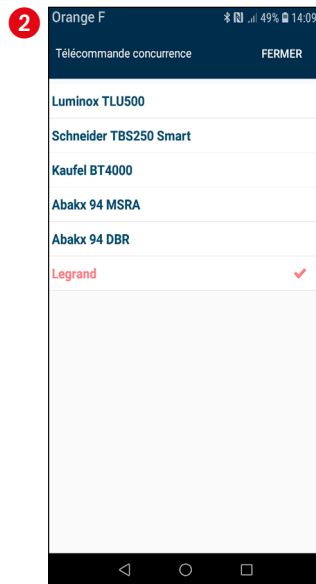 2
Orange F 49% 14:09
Télécommande concurrence FERMER
Luminox TLU500
Schneider TBS250 Smart
Kaufel BT4000
Abakx 94 MSRA
Abakx 94 DBR
Legrand